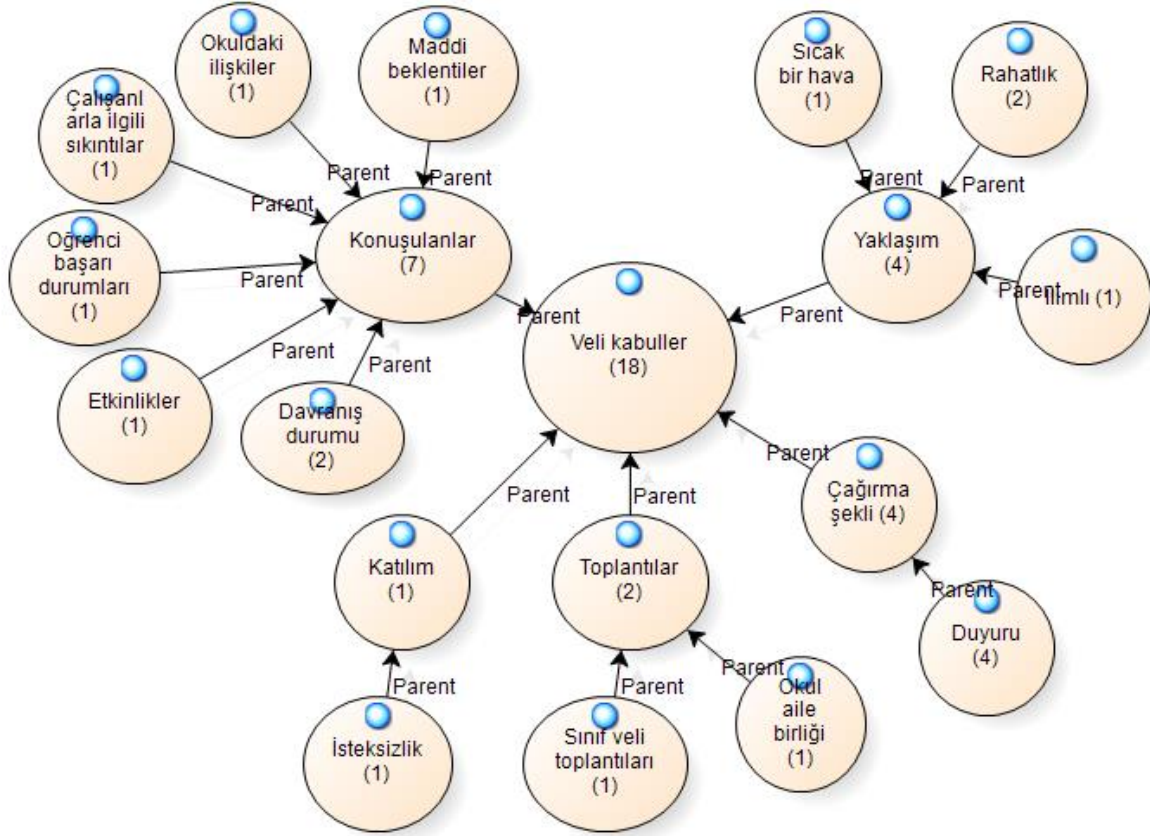 Okuldaki
ilişkiler
(1)
Maddi
beklentiler
(1)
Sıcak
bir hava
(1)
Rahatlık
(2)
Çalışanl
arla ilgili
sıkıntılar
(1)
Parent
Parent
Parent
Parent
Parent
Öğrenci
başarı
durumları
(1)
Parent
Konuşulanlar
(7)
Yaklaşım
(4)
Parent
Ilımlı (1)
Parent
Parent
Veli kabuller
(18)
Etkinlikler
(1)
Parent
Parent
Davranış
durumu
(2)
Parent
Çağırma
şekli (4)
Parent
Parent
Katılım
(1)
Toplantılar
(2)
Parent
Duyuru
(4)
Parent
Parent
Parent
İsteksizlik
(1)
Sınıf veli
toplantıları
(1)
Okul
aile
birliği
(1)